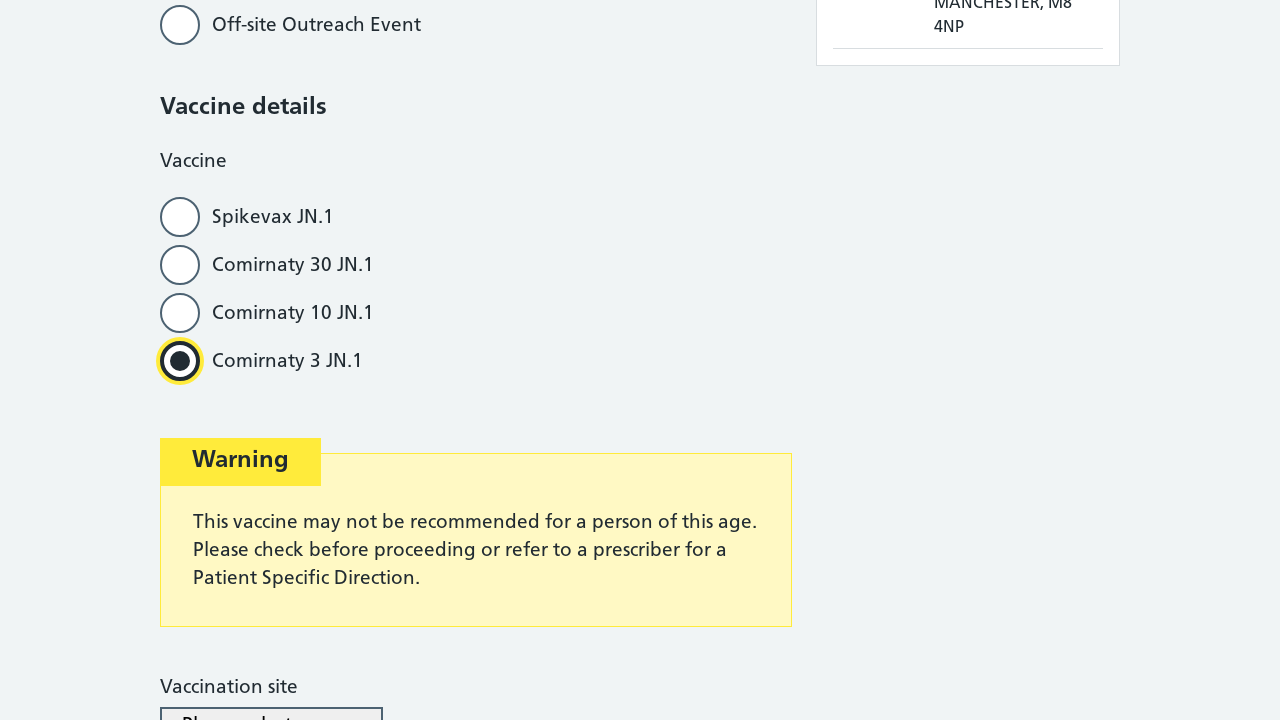 MANCHESTER, M8
4NP
Off-site Outreach Event
Vaccine details
Vaccine
Spikevax JN.1
Comirnaty 30 JN.1
Comirnaty 10 JN.1
Comirnaty 3 JN.1
Warning
This vaccine may not be recommended for a person of this age.
Please check before proceeding or refer to a prescriber for a
Patient Specific Direction.
Vaccination site